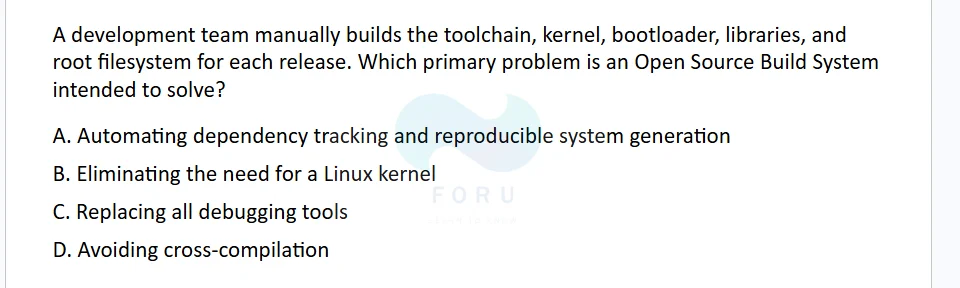 A development team manually builds the toolchain, kernel, bootloader, libraries, and
root filesystem for each release. Which primary problem is an Open Source Build System
intended to solve?
A. Automating dependency tracking and reproducible system generation
B. Eliminating the need for a Linux kernel
FORU
C. Replacing all debugging tools
D. Avoiding cross-compilation